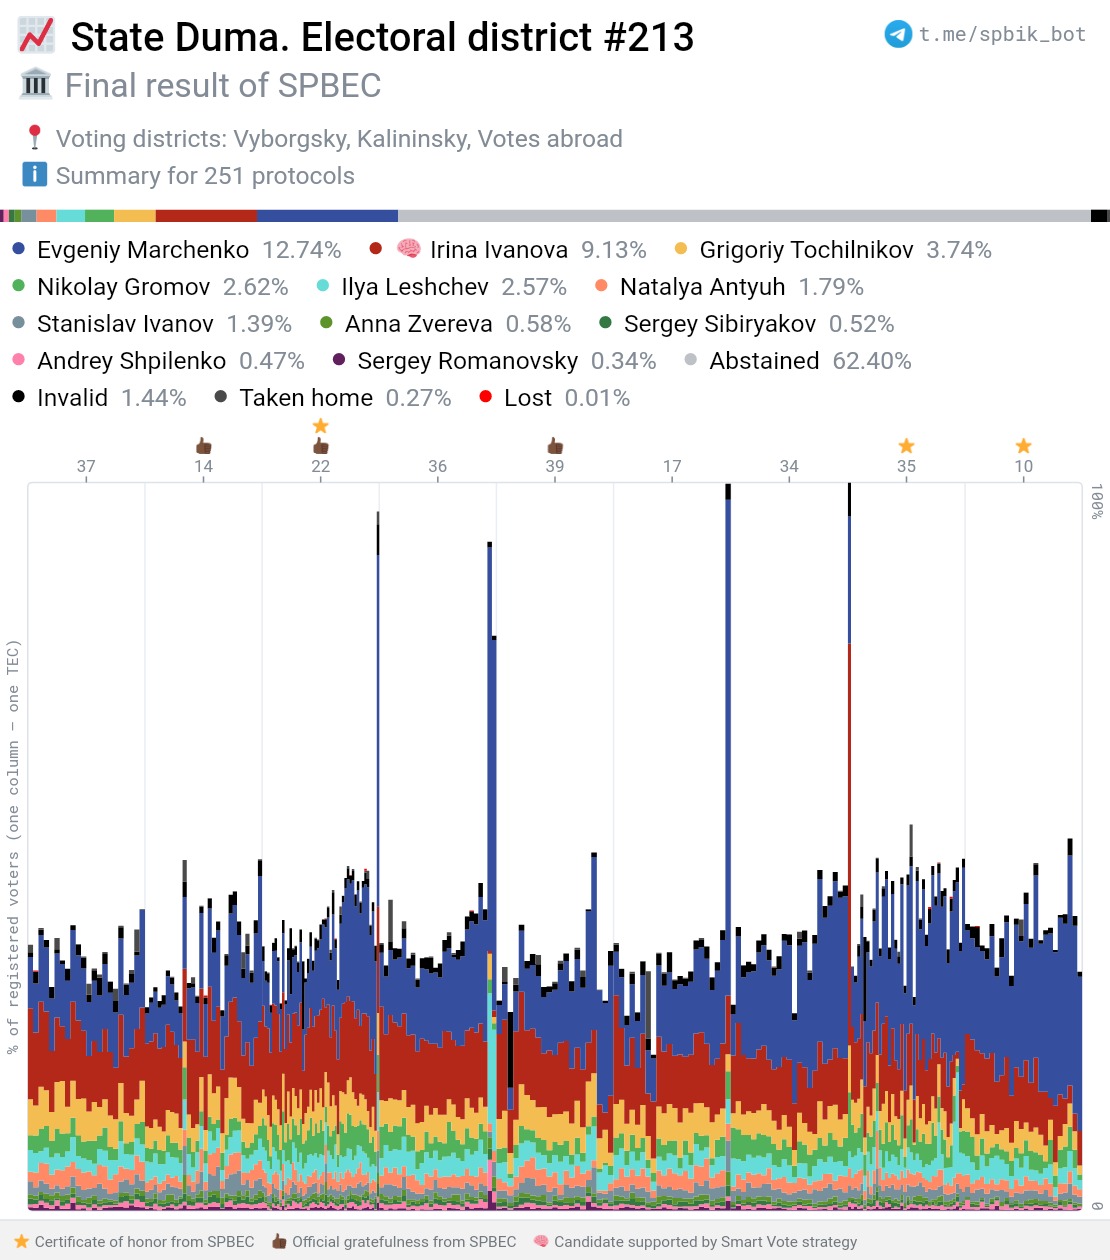 State Duma. Electoral district #213
t.me/spbik_bot
Final result of SPBEC
Voting districts: Vyborgsky, Kalininsky, Votes abroad
Summary for 251 protocols
Evgeniy Marchenko 12.74% Irina Ivanova 9.13% Grigoriy Tochilnikov 3.74%
Nikolay Gromov 2.62% Ilya Leshchev 2.57% Natalya Antyuh 1.79%
Stanislav Ivanov 1.39% Anna Zvereva 0.58% Sergey Sibiryakov 0.52%
Andrey Shpilenko 0.47% Sergey Romanovsky 0.34% Abstained 62.40%
Invalid 1.44% Taken home 0.27% Lost 0.01%
37 14 22 36 39 17 34 35 10
100%
% of registered voters (one column – one TEC)
0
Certificate of honor from SPBEC Official gratefulness from SPBEC Candidate supported by Smart Vote strategy